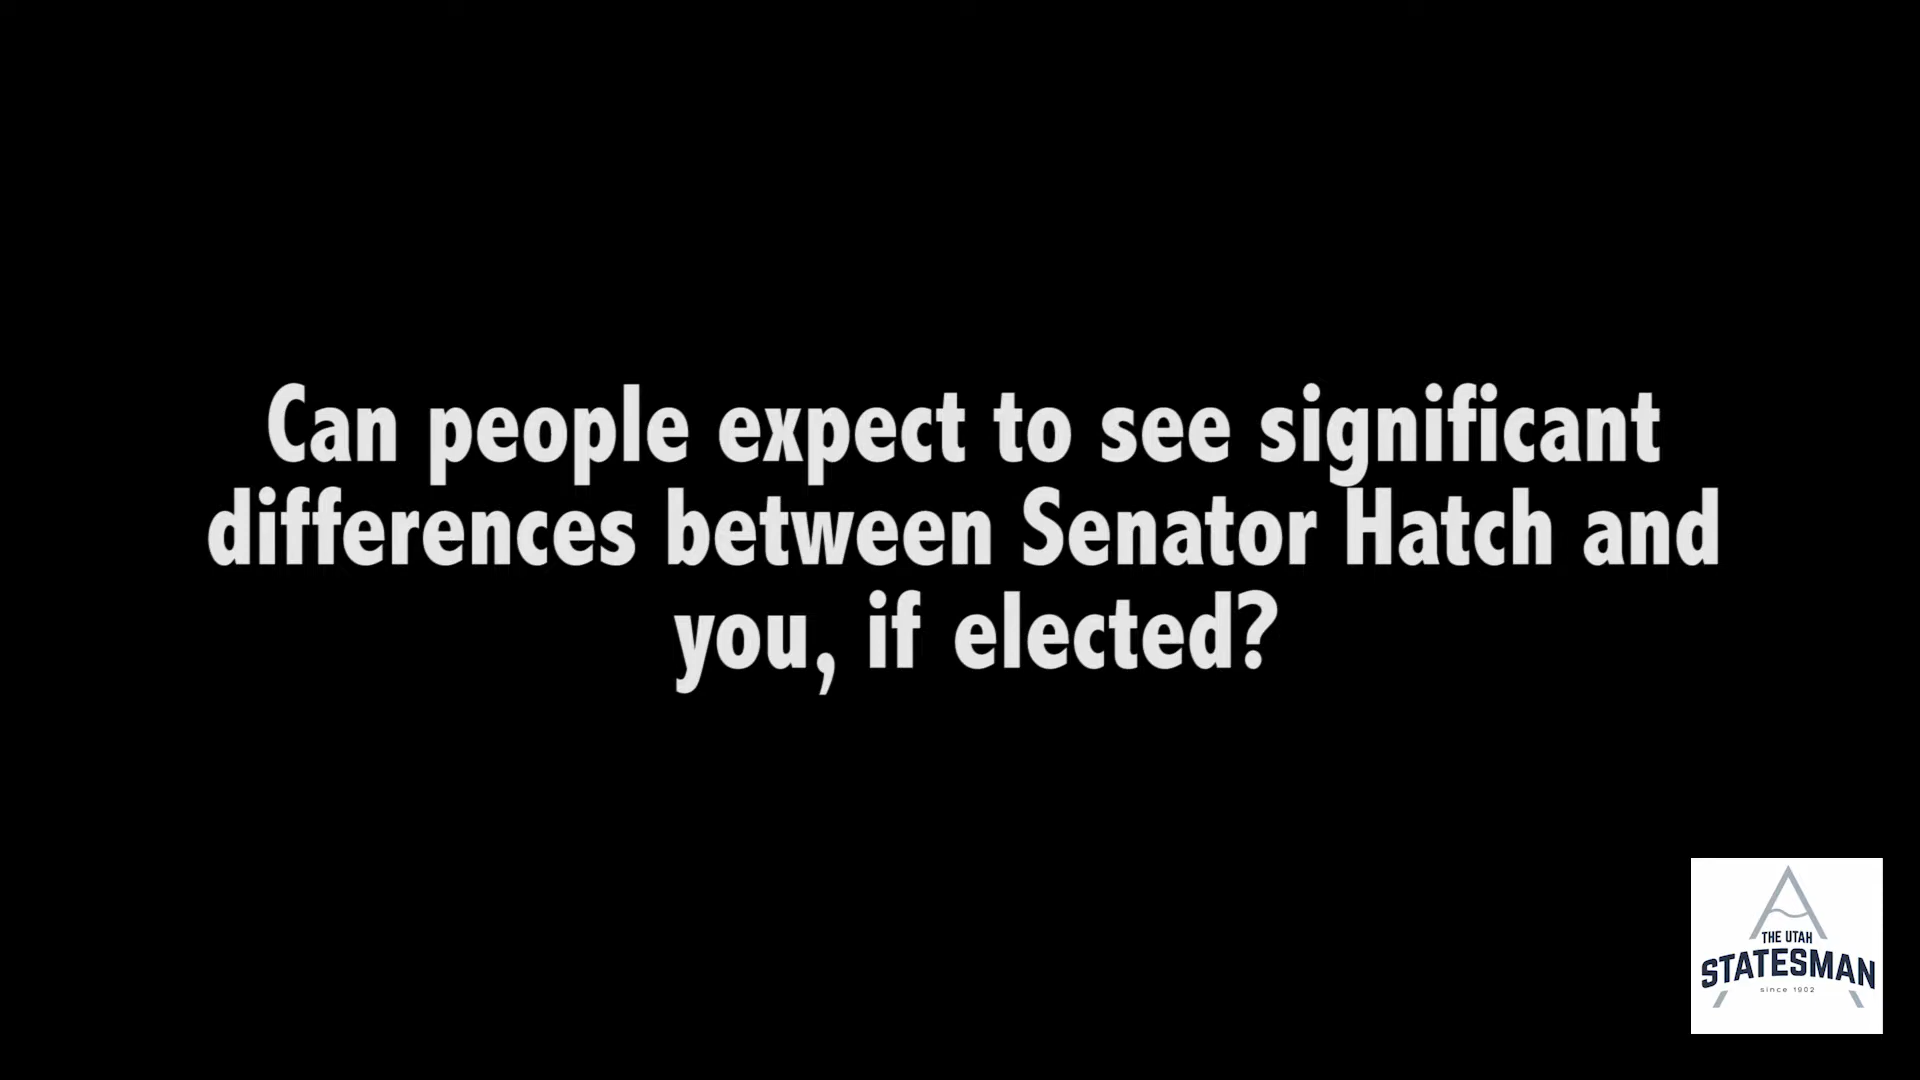 Can people expect to see significant
differences between Senator Hatch and
you, if elected?
THE UTAH
STATESMAN
since 1902